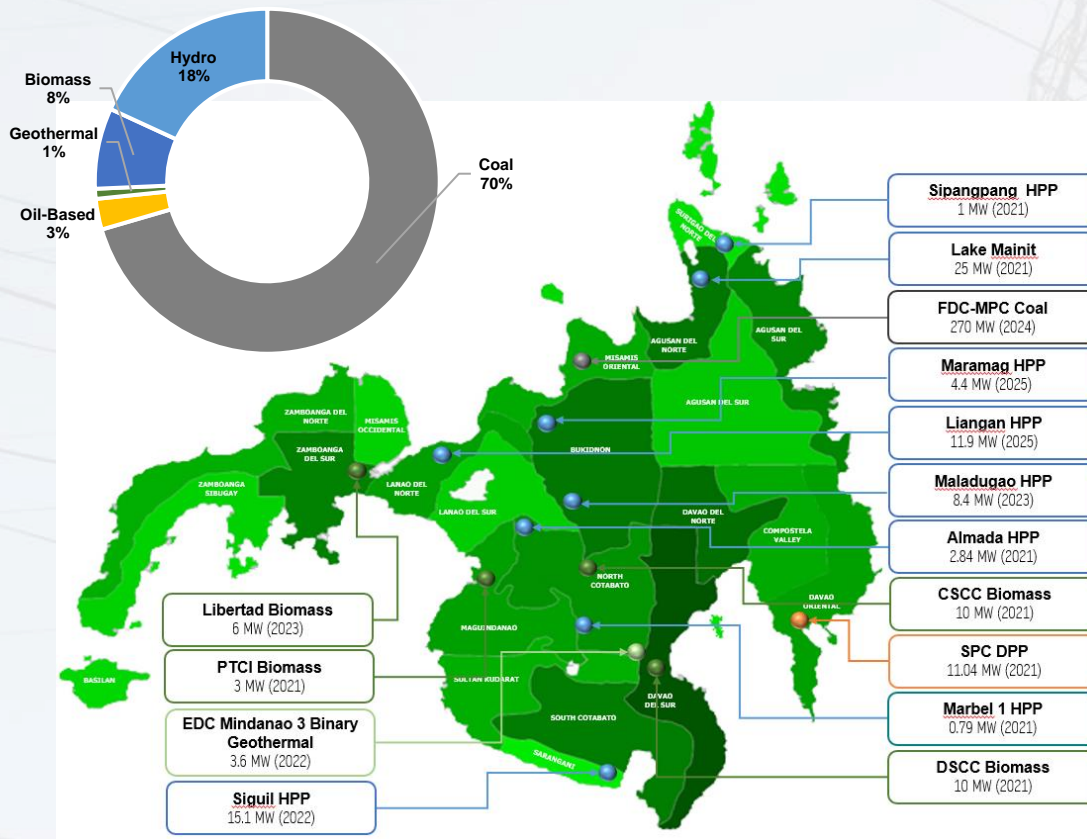 Hydro
18%
Biomass
8%
Geothermal
1%
Oil-Based
3%
Coal
70%
Sipangpang HPP
1 MW (2021)
Lake Mainit
25 MW (2021)
FDC-MPC Coal
270 MW (2024)
Maramag HPP
4.4 MW (2025)
Liangan HPP
11.9 MW (2025)
Maladugao HPP
8.4 MW (2023)
Almada HPP
2.84 MW (2021)
CSCC Biomass
10 MW (2021)
SPC DPP
11.04 MW (2021)
Marbel 1 HPP
0.79 MW (2021)
DSCC Biomass
10 MW (2021)
Libertad Biomass
6 MW (2023)
PTCI Biomass
3 MW (2021)
EDC Mindanao 3 Binary
Geothermal
3.6 MW (2022)
Siguil HPP
15.1 MW (2022)
SURIGAO DEL
NORTE
AGUSAN DEL
NORTE
AGUSAN DEL
SUR
MISAMIS
ORIENTAL
AGUSAN DEL SUR
BUKIDNON
ZAMBOANGA DEL
NORTE
MISAMIS
OCCIDENTAL
ZAMBOANGA
DEL SUR
ZAMBOANGA
SIBUGAY
LANAO DEL
NORTE
LANAO DEL SUR
DAVAO DEL
NORTE
COMPOSTELA
VALLEY
NORTH
COTABATO
DAVAO
ORIENTAL
MAGUINDANAO
SULTAN KUDARAT
BASILAN
DAVAO
DEL SUR
SOUTH COTABATO
SARANGANI